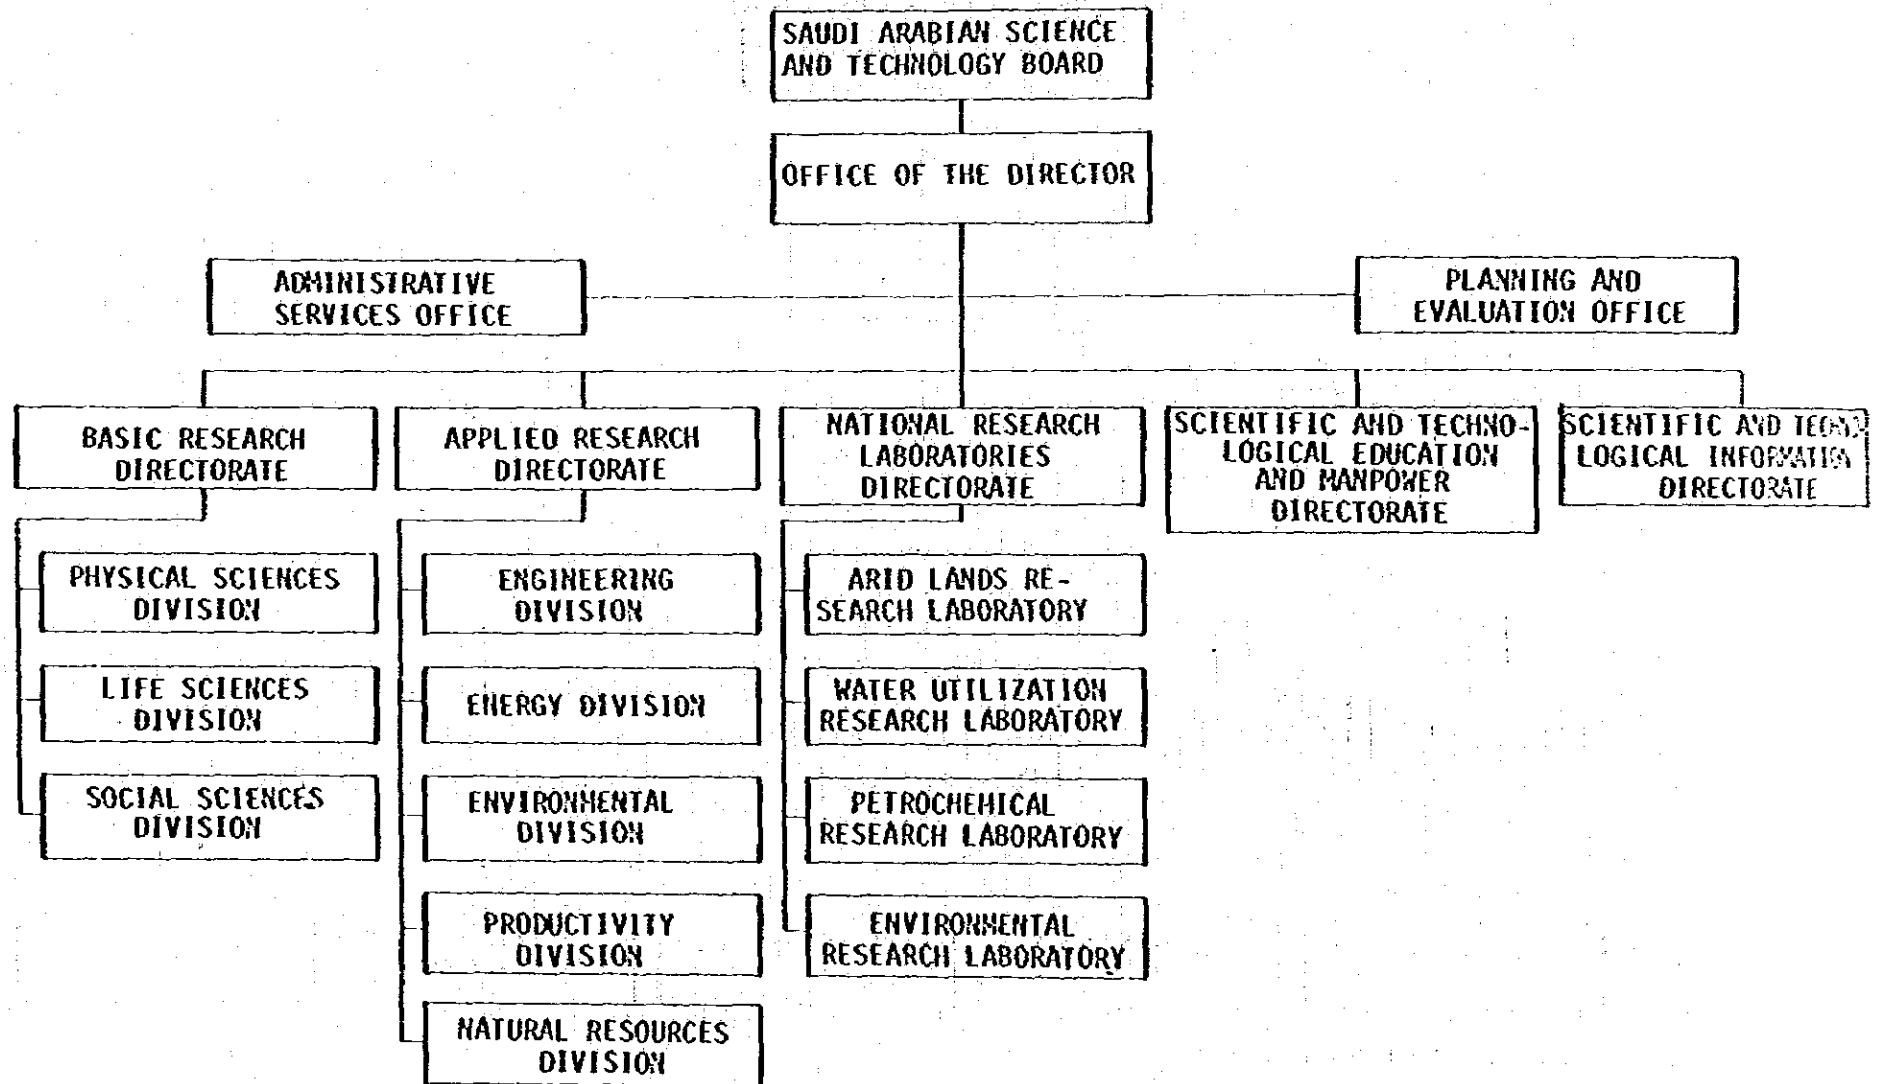 SAUDI ARABIAN SCIENCE
AND TECHNOLOGY BOARD
OFFICE OF THE DIRECTOR
ADMINISTRATIVE
SERVICES OFFICE
PLANNING AND
EVALUATION OFFICE
BASIC RESEARCH
DIRECTORATE
APPLIED RESEARCH
DIRECTORATE
NATIONAL RESEARCH
LABORATORIES
DIRECTORATE
SCIENTIFIC AND TECHNO-
LOGICAL EDUCATION
AND MANPOWER
DIRECTORATE
SCIENTIFIC AND TECHNO-
LOGICAL INFORMATION
DIRECTORATE
PHYSICAL SCIENCES
DIVISION
LIFE SCIENCES
DIVISION
SOCIAL SCIENCES
DIVISION
ENGINEERING
DIVISION
ENERGY DIVISION
ENVIRONMENTAL
DIVISION
PRODUCTIVITY
DIVISION
NATURAL RESOURCES
DIVISION
ARID LANDS RE-
SEARCH LABORATORY
WATER UTILIZATION
RESEARCH LABORATORY
PETROCHEMICAL
RESEARCH LABORATORY
ENVIRONMENTAL
RESEARCH LABORATORY